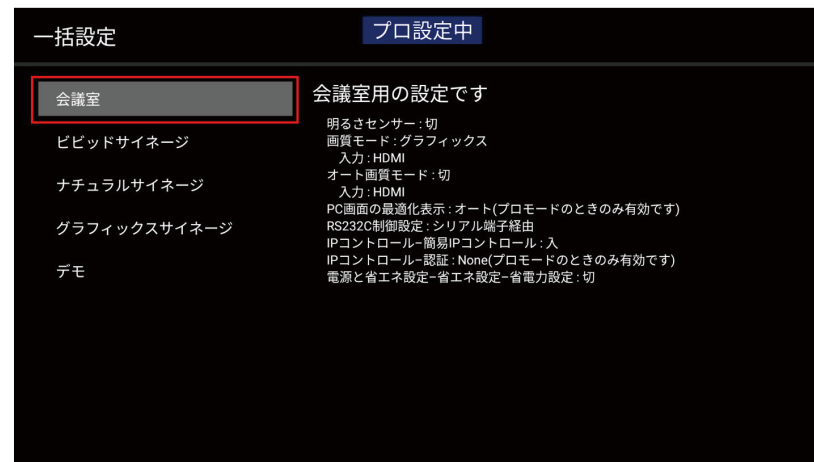 一括設定
プロ設定中
会議室
ビビッドサイネージ
ナチュラルサイネージ
グラフィックスサイネージ
デモ
会議室用の設定です
明るさセンサー：切
画質モード：グラフィックス
入力：HDMI
オート画質モード：切
入力：HDMI
PC画面の最適化表示：オート(プロモードのときのみ有効です)
RS232C制御設定：シリアル端子経由
IPコントロール−簡易IPコントロール：入
IPコントロール−認証：None(プロモードのときのみ有効です)
電源と省エネ設定−省エネ設定−省電力設定：切